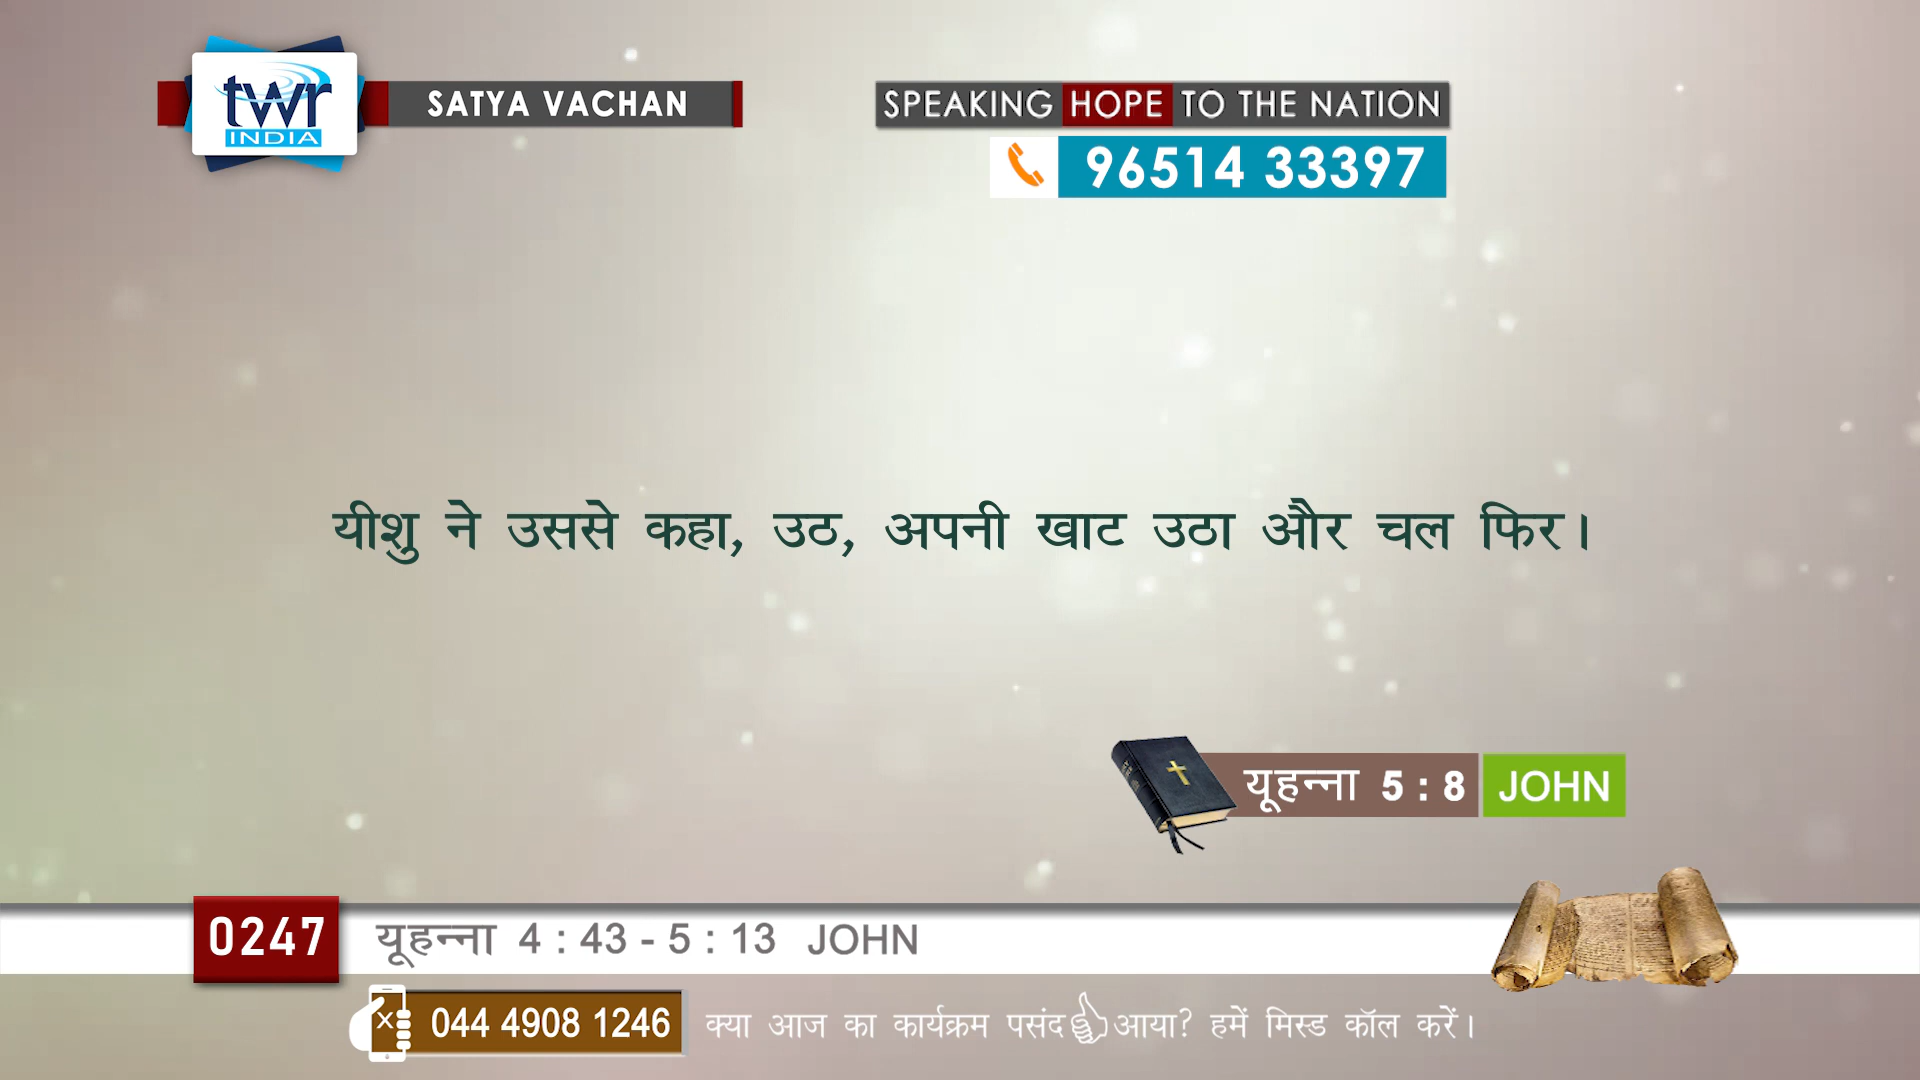 twr
INDIA
SATYA VACHAN
SPEAKING HOPE TO THE NATION
96514 33397
यीशु ने उससे कहा, उठ, अपनी खाट उठा और चल फिर।
यूहन्ना 5 : 8 JOHN
0247 यूहन्ना 4 : 43 - 5 : 13 JOHN
044 4908 1246 क्या आज का कार्यक्रम पसंद आया? हमें मिस्ड कॉल करें।